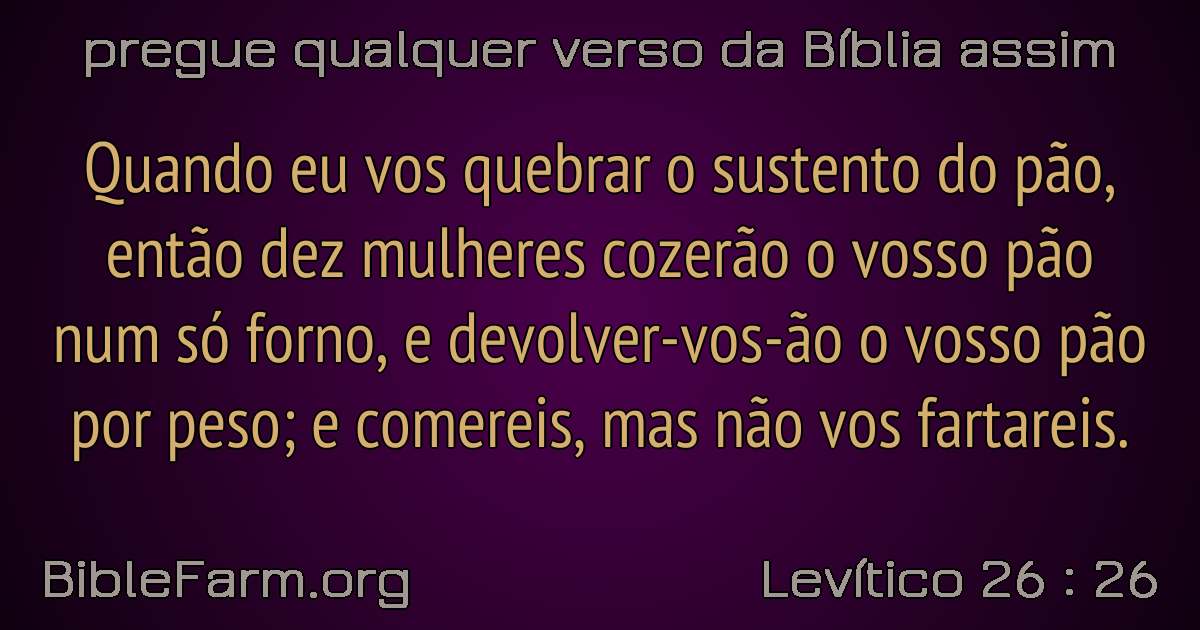 pregue qualquer verso da Bíblia assim
Quando eu vos quebrar o sustento do pão,
então dez mulheres cozerão o vosso pão
num só forno, e devolver-vos-ão o vosso pão
por peso; e comereis, mas não vos fartareis.
BibleFarm.org
Levítico 26 : 26